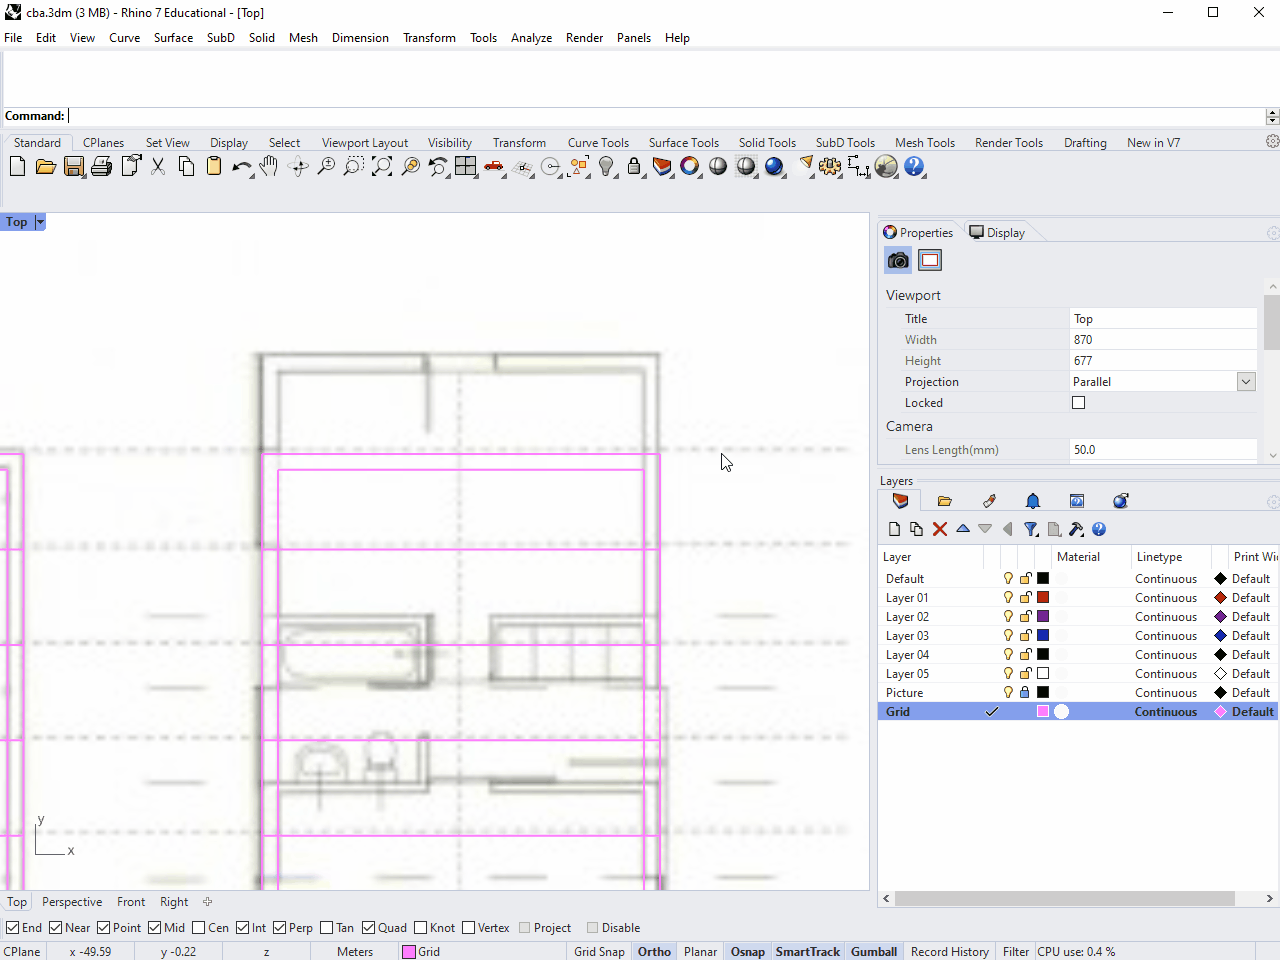 cba.3dm (3 MB) - Rhino 7 Educational - [Top]
File Edit View Curve Surface SubD Solid Mesh Dimension Transform Tools Analyze Render Panels Help
Command:
Standard CPlanes Set View Display Select Viewport Layout Visibility Transform Curve Tools Surface Tools Solid Tools SubD Tools Mesh Tools Render Tools Drafting New in V7
Top
Properties Display
Viewport
Title Top
Width 870
Height 677
Projection Parallel
Locked
Camera
Lens Length(mm) 50.0
Layers
Layer Material Linetype Print Wi
Default Continuous Default
Layer 01 Continuous Default
Layer 02 Continuous Default
Layer 03 Continuous Default
Layer 04 Continuous Default
Layer 05 Continuous Default
Picture Continuous Default
Grid Continuous Default
y
x
Top Perspective Front Right
End Near Point Mid Cen Int Perp Tan Quad Knot Vertex Project Disable
CPlane x -49.59 y -0.22 z Meters Grid Grid Snap Ortho Planar Osnap SmartTrack Gumball Record History Filter CPU use: 0.4 %